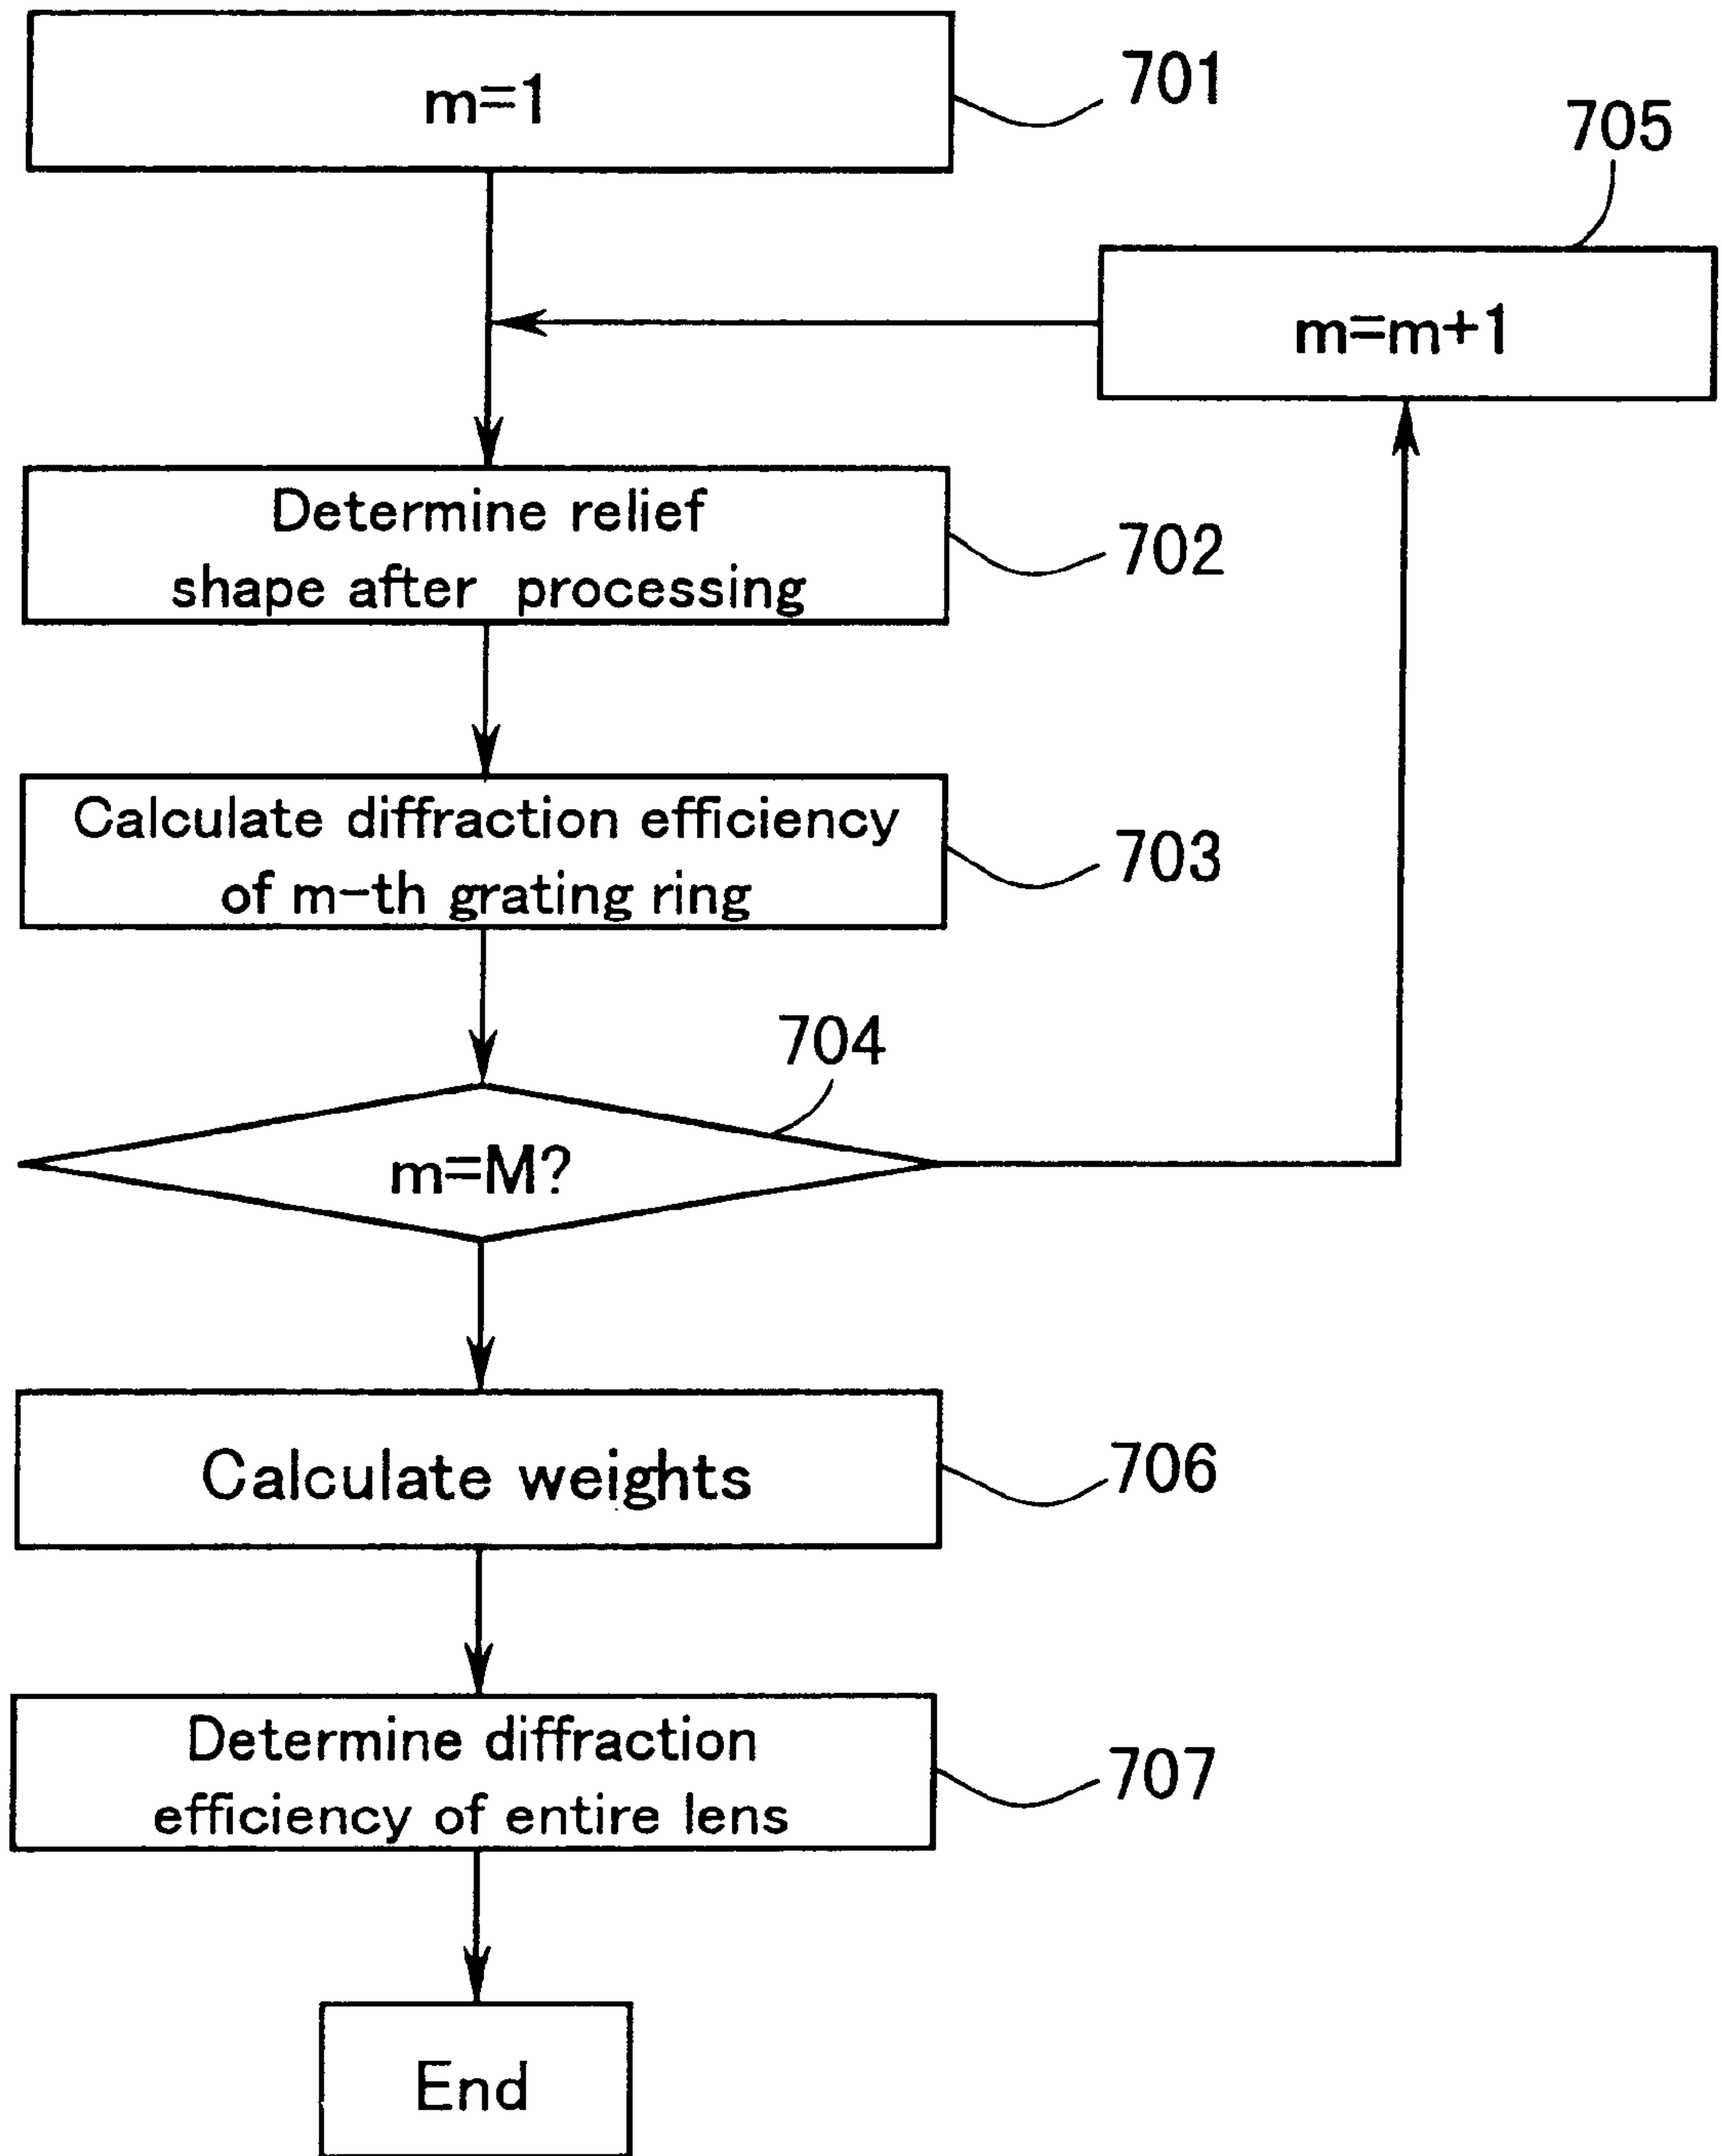 m=1
701
705
m=m+1
Determine relief
shape after processing
702
Calculate diffraction efficiency
of m-th grating ring
703
704
m=M?
Calculate weights
706
Determine diffraction
efficiency of entire lens
707
End